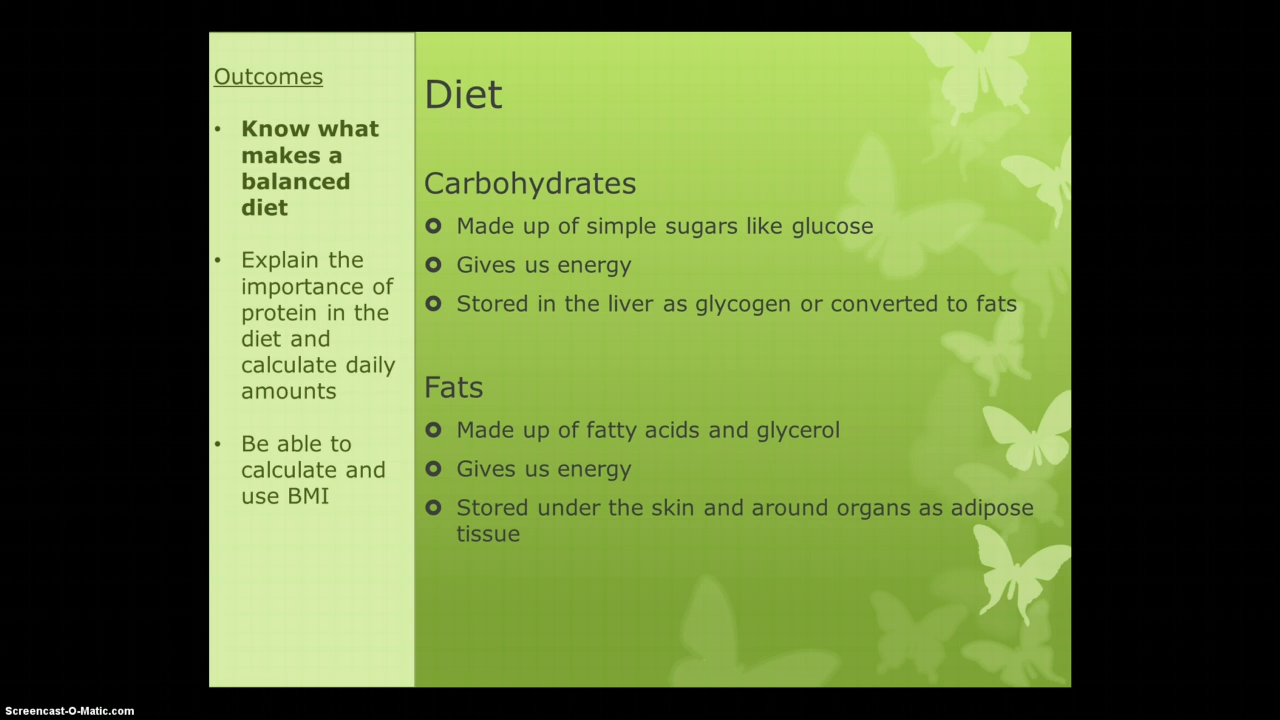 Outcomes
• Know what
makes a
balanced
diet
• Explain the
importance of
protein in the
diet and
calculate daily
amounts
• Be able to
calculate and
use BMI
Diet
Carbohydrates
Made up of simple sugars like glucose
Gives us energy
Stored in the liver as glycogen or converted to fats
Fats
Made up of fatty acids and glycerol
Gives us energy
Stored under the skin and around organs as adipose
tissue
Screencast-O-Matic.com